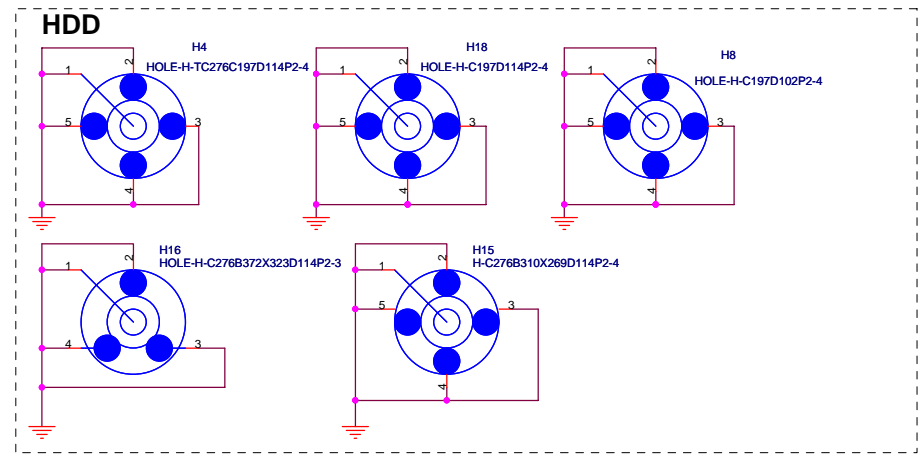 HDD
H4
HOLE-H-TC276C197D114P2-4
1
2
3
4
5
H18
HOLE-H-C197D114P2-4
1
2
3
4
5
H8
HOLE-H-C197D102P2-4
1
2
3
4
5
H16
HOLE-H-C276B372X323D114P2-3
1
2
3
4
H15
H-C276B310X269D114P2-4
1
2
3
4
5